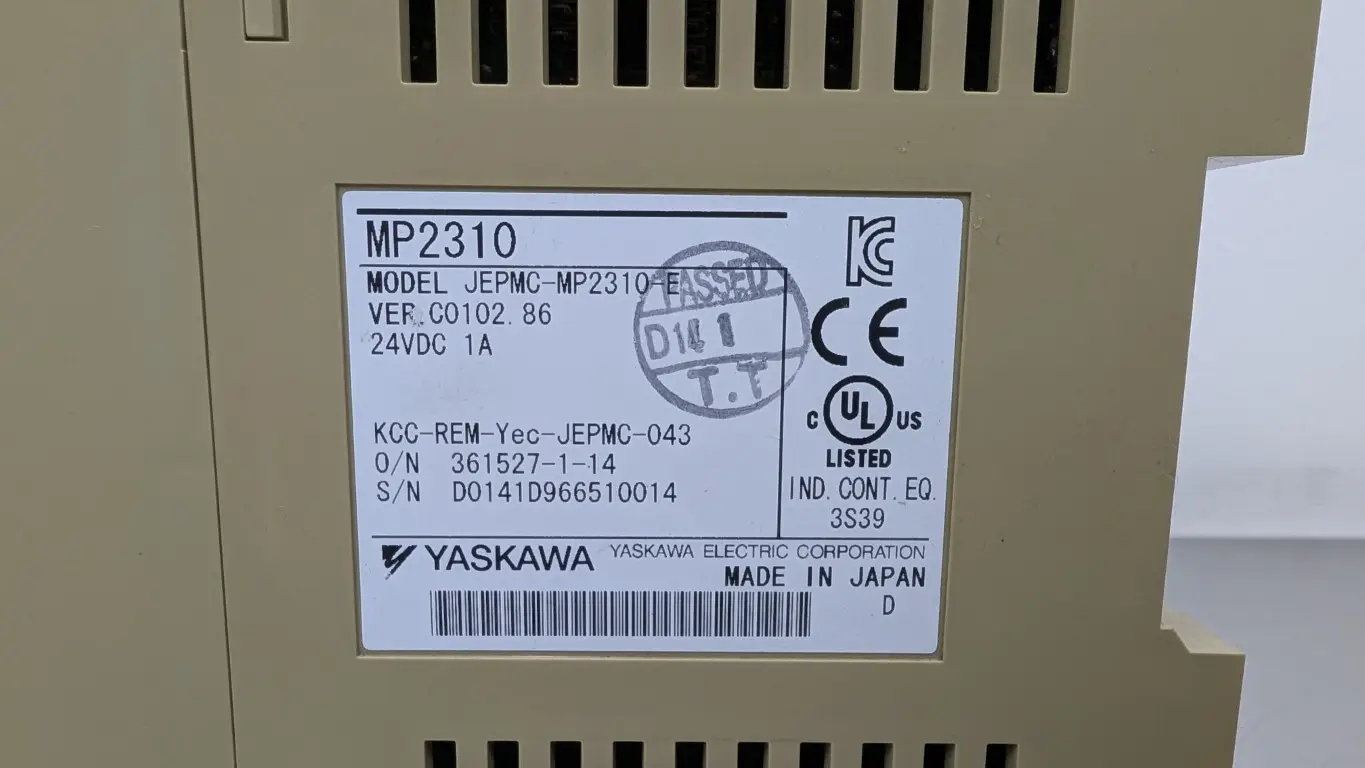 MP2310
MODEL JEPMC-MP2310-E
VER.C0102.86
24VDC 1A
PASSED
T.T
KCC-REM-Yec-JEPMC-043
O/N 361527-1-14
S/N D0141D966510014
KC
CE
C UL US
LISTED
IND. CONT. EQ.
3S39
YASKAWA YASKAWA ELECTRIC CORPORATION
MADE IN JAPAN
D